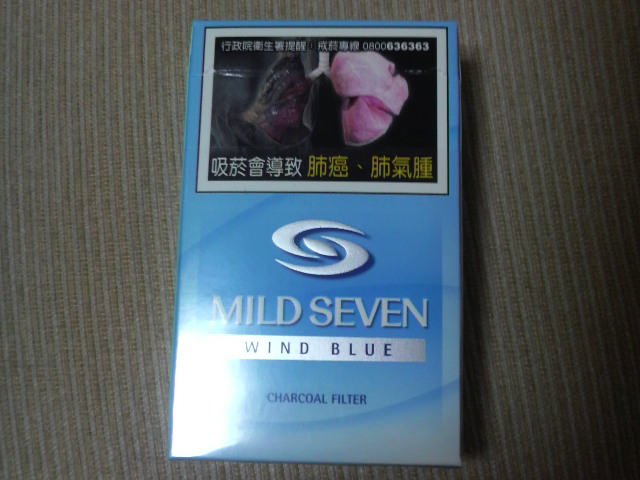 行政院衛生署提醒：戒菸專線 0800636363
吸菸會導致 肺癌、肺氣腫
MILD SEVEN
WIND BLUE
CHARCOAL FILTER